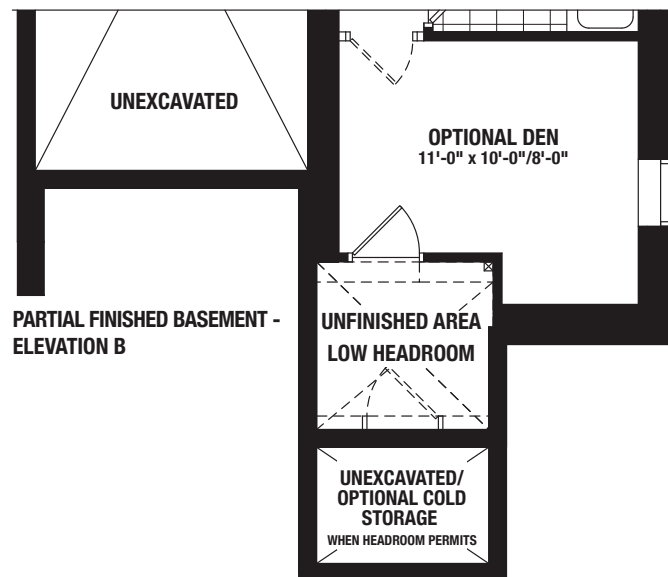 UNEXCAVATED
OPTIONAL DEN
11'-0" x 10'-0"/8'-0"
PARTIAL FINISHED BASEMENT -
ELEVATION B
UNFINISHED AREA
LOW HEADROOM
UNEXCAVATED/
OPTIONAL COLD
STORAGE
WHEN HEADROOM PERMITS